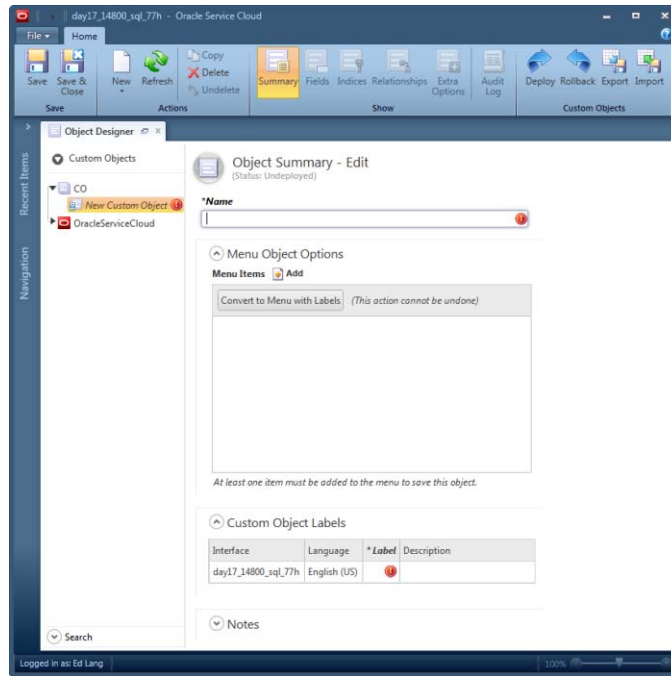 day17_14800_sql_77h - Oracle Service Cloud
File Home
Save Save & Close New Refresh Copy Delete Undelete Summary Fields Indices Relationships Extra Options Audit Log Deploy Rollback Export Import
Save Actions Show Custom Objects
Object Designer
Recent Items
Navigation
Custom Objects
CO
New Custom Object
OracleServiceCloud
Search
Object Summary - Edit
(Status: Undeployed)
*Name
Menu Object Options
Menu Items Add
Convert to Menu with Labels (This action cannot be undone)
At least one item must be added to the menu to save this object.
Custom Object Labels
Interface Language *Label Description
day17_14800_sql_77h English (US)
Notes
Logged in as: Ed Lang 100%